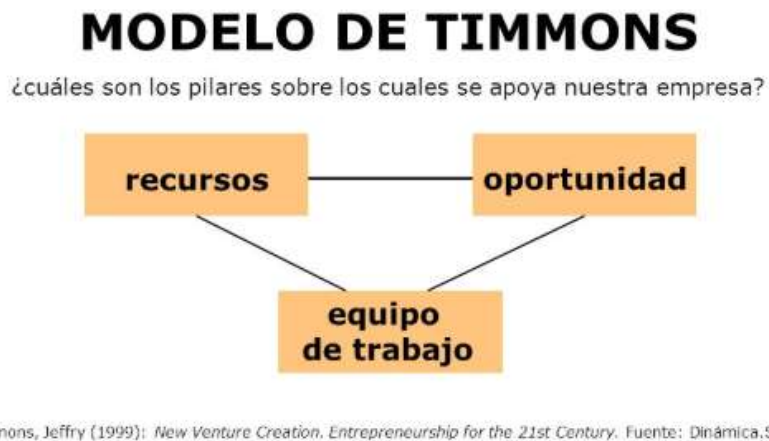 MODELO DE TIMMONS
¿cuáles son los pilares sobre los cuales se apoya nuestra empresa?
recursos
oportunidad
equipo
de trabajo
Jeffry (1999): New Venture Creation. Entrepreneurship for the 21st Century. Fuente: Dinámica.